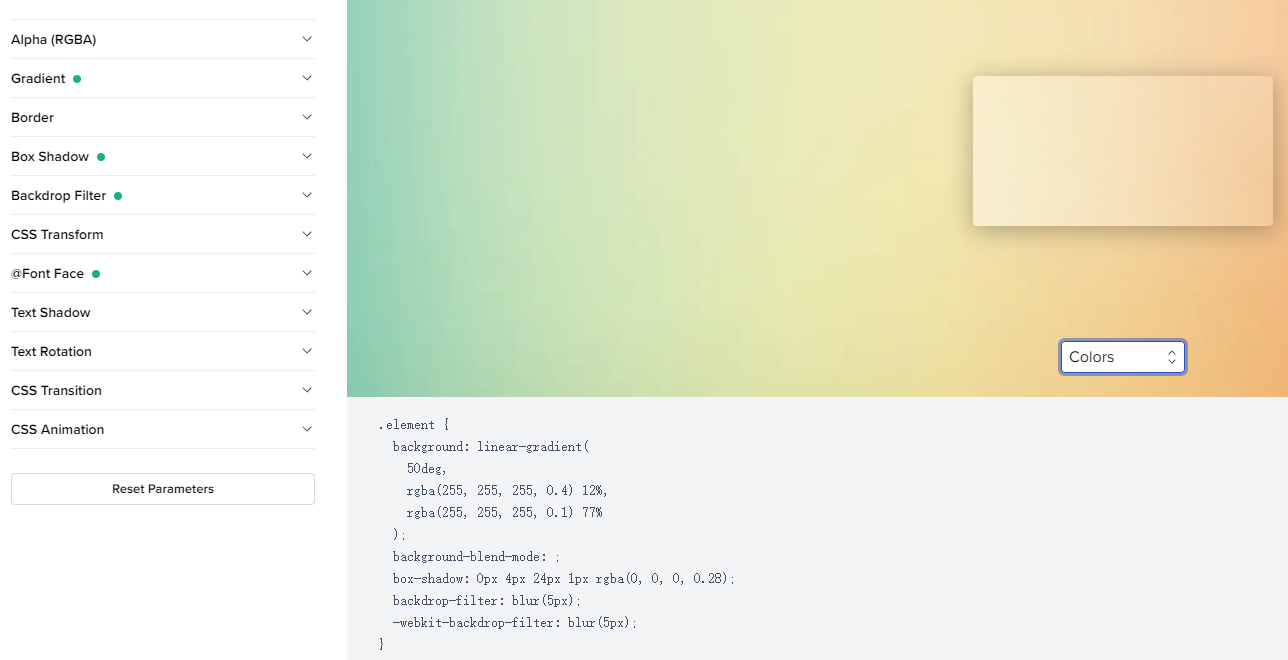 Alpha (RGBA)
Gradient
Border
Box Shadow
Backdrop Filter
CSS Transform
@Font Face
Text Shadow
Text Rotation
CSS Transition
CSS Animation
Reset Parameters
Colors
.element {
background: linear-gradient(
50deg,
rgba(255, 255, 255, 0.4) 12%,
rgba(255, 255, 255, 0.1) 77%
);
background-blend-mode: ;
box-shadow: 0px 4px 24px 1px rgba(0, 0, 0, 0.28);
backdrop-filter: blur(5px);
-webkit-backdrop-filter: blur(5px);
}